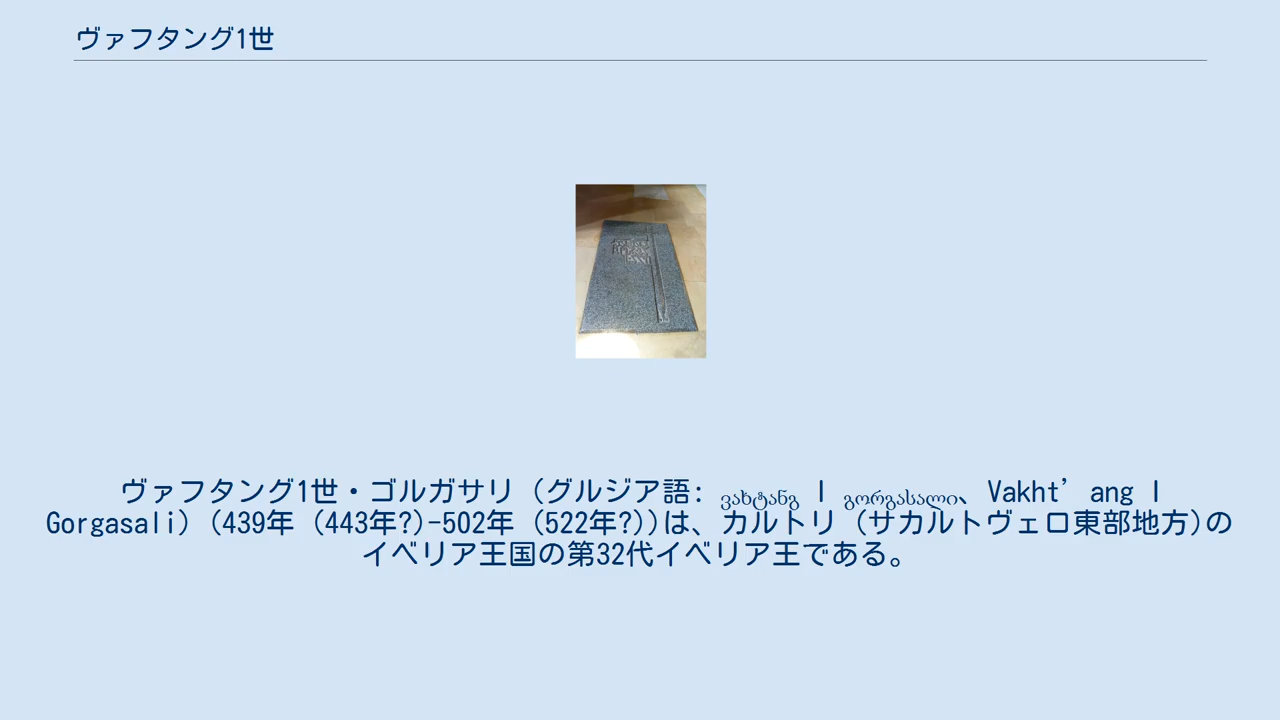 ヴァフタング1世
ヴァフタング1世・ゴルガサリ (グルジア語: ვახტანგ I გორგასალი、Vakht’ang I
Gorgasali) (439年 (443年?)-502年 (522年?))は、カルトリ (サカルトヴェロ東部地方)の
イベリア王国の第32代イベリア王である。